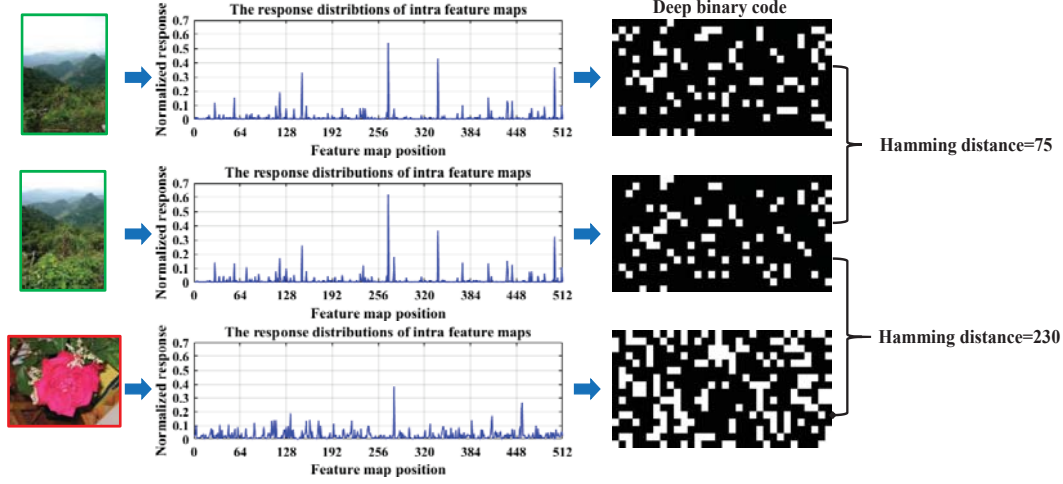 The response distribtions of intra feature maps
Deep binary code
Normalized response
0.7
0.6
0.5
0.4
0.3
0.2
0.1
0
0 64 128 192 256 320 384 448 512
Feature map position
Hamming distance=75
The response distributions of intra feature maps
Normalized response
0.7
0.6
0.5
0.4
0.3
0.2
0.1
0
0 64 128 192 256 320 384 448 512
Feature map position
Hamming distance=230
The response distributions of intra feature maps
Normalized response
0.7
0.6
0.5
0.4
0.3
0.2
0.1
0
0 64 128 192 256 320 384 448 512
Feature map position